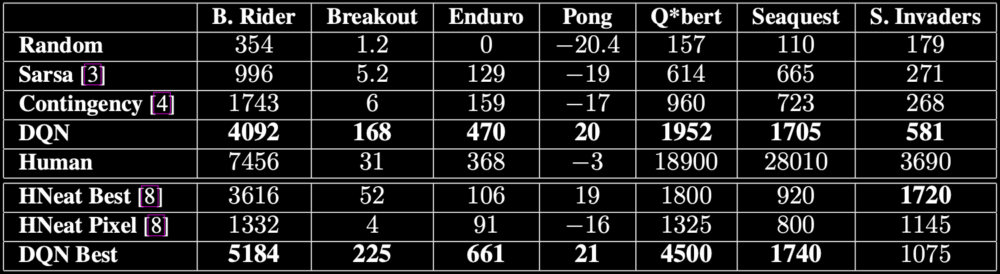 B. Rider Breakout Enduro Pong Q*bert Seaquest S. Invaders
Random 354 1.2 0 −20.4 157 110 179
Sarsa [3] 996 5.2 129 −19 614 665 271
Contingency [4] 1743 6 159 −17 960 723 268
DQN 4092 168 470 20 1952 1705 581
Human 7456 31 368 −3 18900 28010 3690
HNeat Best [8] 3616 52 106 19 1800 920 1720
HNeat Pixel [8] 1332 4 91 −16 1325 800 1145
DQN Best 5184 225 661 21 4500 1740 1075